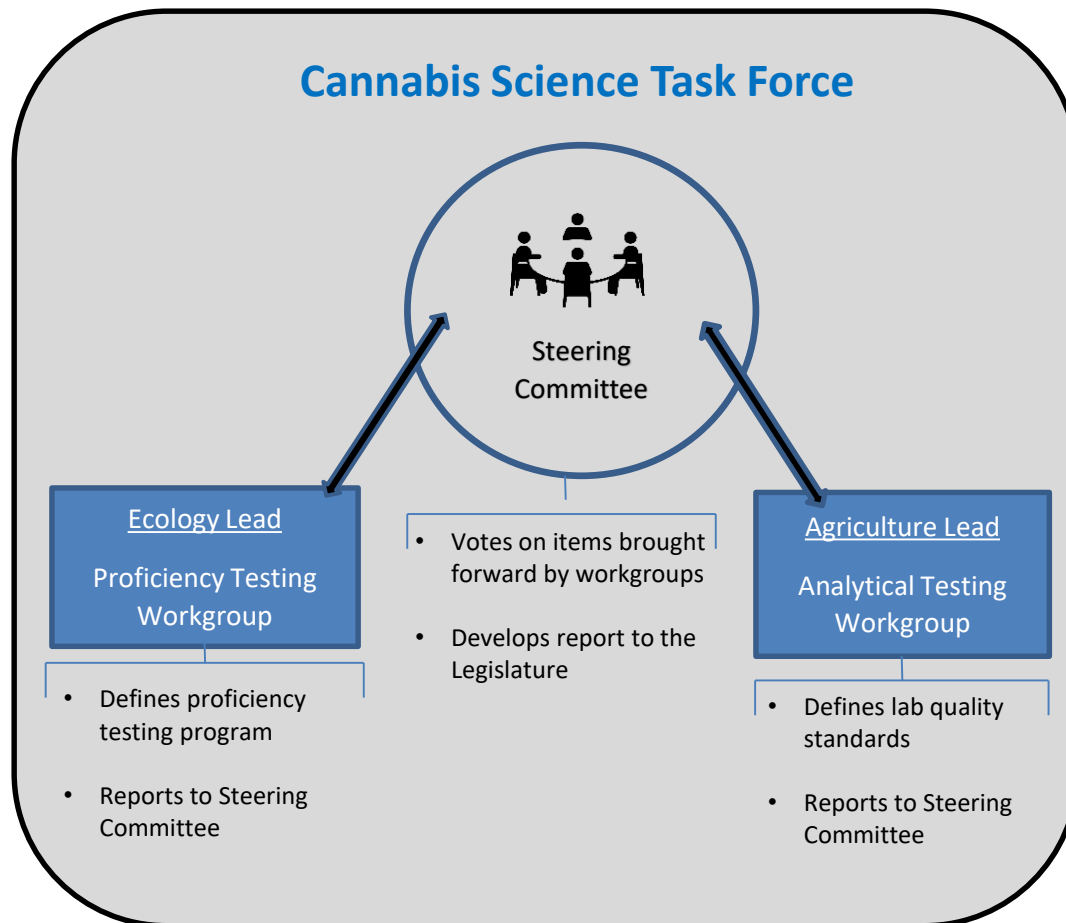 Cannabis Science Task Force
Steering
Committee
Ecology Lead
Proficiency Testing
Workgroup
• Defines proficiency
testing program
• Reports to Steering
Committee
• Votes on items brought
forward by workgroups
• Develops report to the
Legislature
Agriculture Lead
Analytical Testing
Workgroup
• Defines lab quality
standards
• Reports to Steering
Committee